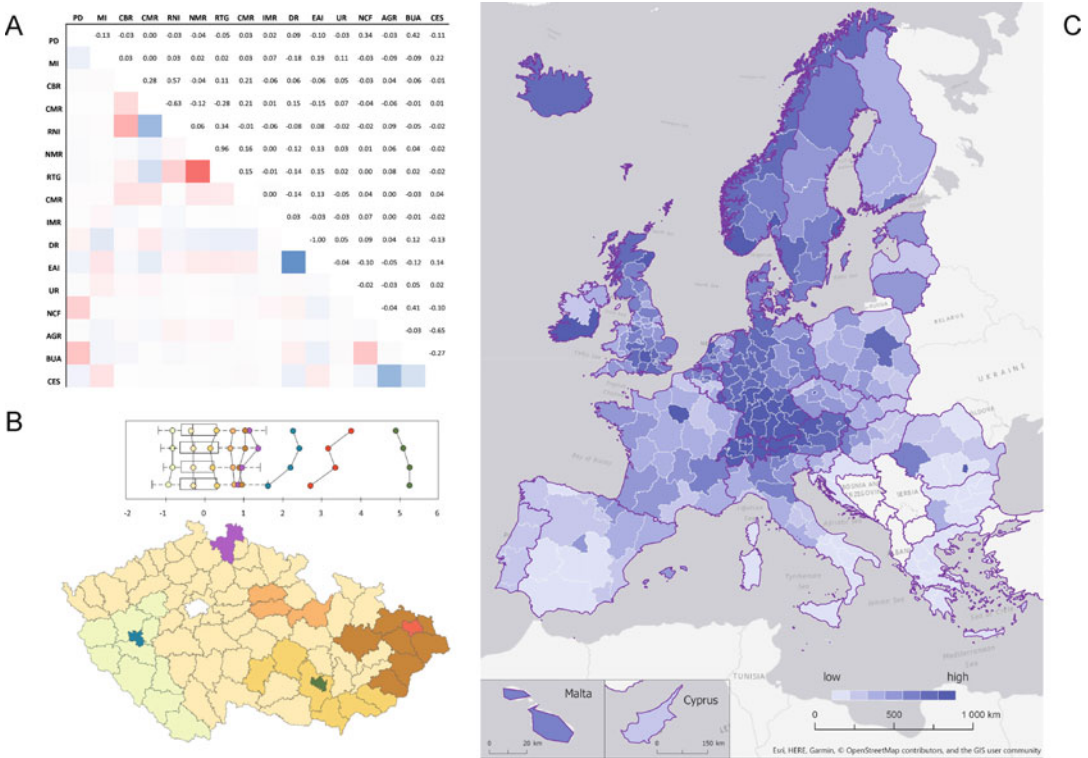 A
PD MI CBR CMR RNI NMR RTG CMR IMR DR EAI UR NCF AGR BUA CES
PD -0.13 -0.03 0.00 -0.03 -0.04 -0.05 0.03 0.02 0.09 -0.10 -0.03 0.34 -0.03 0.42 -0.11
MI 0.03 0.00 0.03 0.02 0.02 0.03 0.07 -0.18 0.19 0.11 -0.03 -0.09 -0.09 0.22
CBR 0.28 0.57 -0.04 0.11 0.21 -0.06 0.06 -0.06 0.05 -0.03 0.04 -0.06 -0.01
CMR -0.63 -0.12 -0.28 0.21 0.01 0.15 -0.15 0.07 -0.04 -0.06 -0.01 0.01
RNI 0.06 0.34 -0.01 -0.06 -0.08 0.08 -0.02 -0.02 0.09 -0.05 -0.02
NMR 0.96 0.16 0.00 -0.12 0.13 0.03 0.01 0.06 0.04 -0.02
RTG 0.15 -0.01 -0.14 0.15 0.02 0.00 0.08 0.02 -0.02
CMR 0.00 -0.14 0.13 -0.05 0.04 0.00 -0.03 0.04
IMR 0.03 -0.03 -0.03 0.07 0.00 -0.01 -0.02
DR -1.00 0.05 0.09 0.04 0.12 -0.13
EAI -0.04 -0.10 -0.05 -0.12 0.14
UR -0.02 -0.03 0.05 0.02
NCF -0.04 0.41 -0.10
AGR -0.03 -0.65
BUA -0.27
CES
B
-2 -1 0 1 2 3 4 5 6
C
BELARUS
UKRAINE
SERBIA
Tyrrhenian
Sea
Mediterranean
Sea
TUNISIA
low high
0 500 1 000 km
Malta
0 20 km
Cyprus
0 150 km
Esri, HERE, Garmin, © OpenStreetMap contributors, and the GIS user community